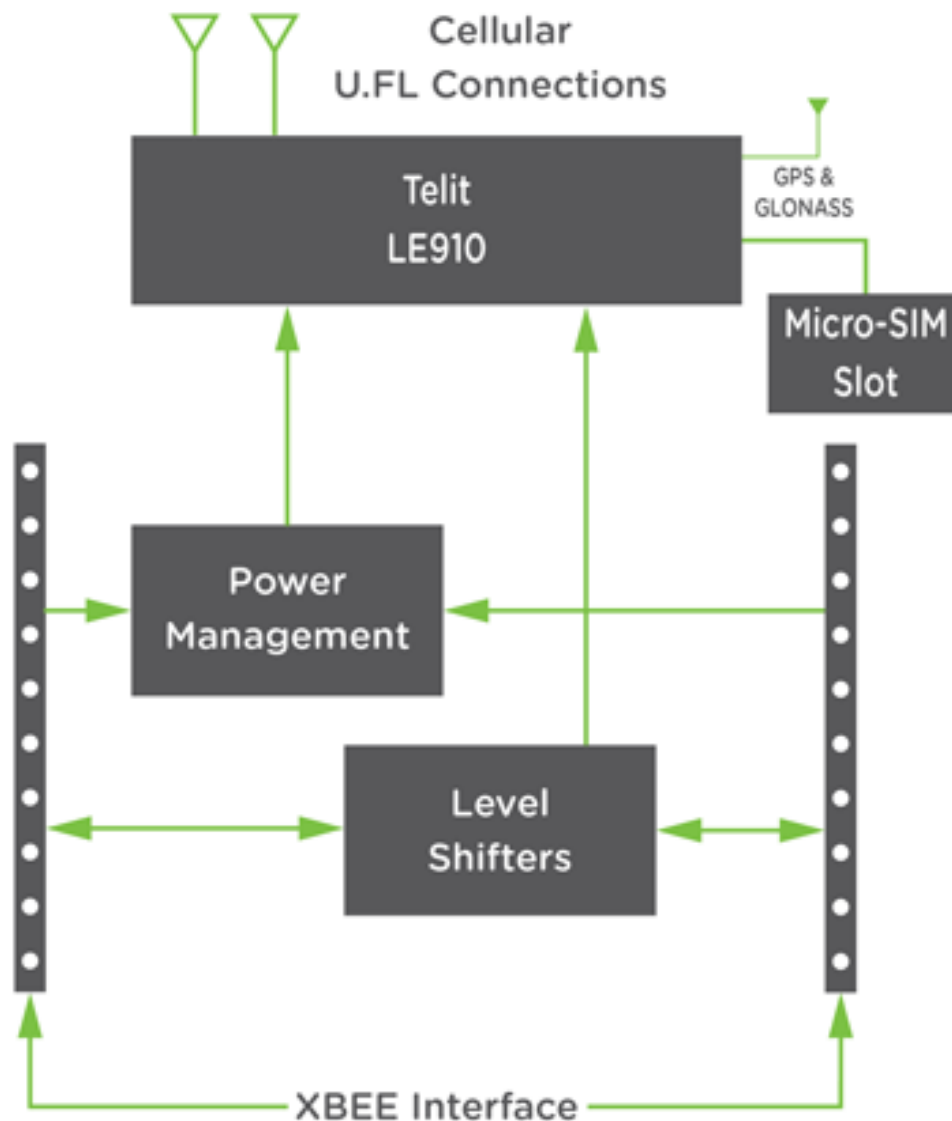 Cellular
U.FL Connections
Telit
LE910
GPS &
GLONASS
Micro-SIM
Slot
Power
Management
Level
Shifters
XBEE Interface